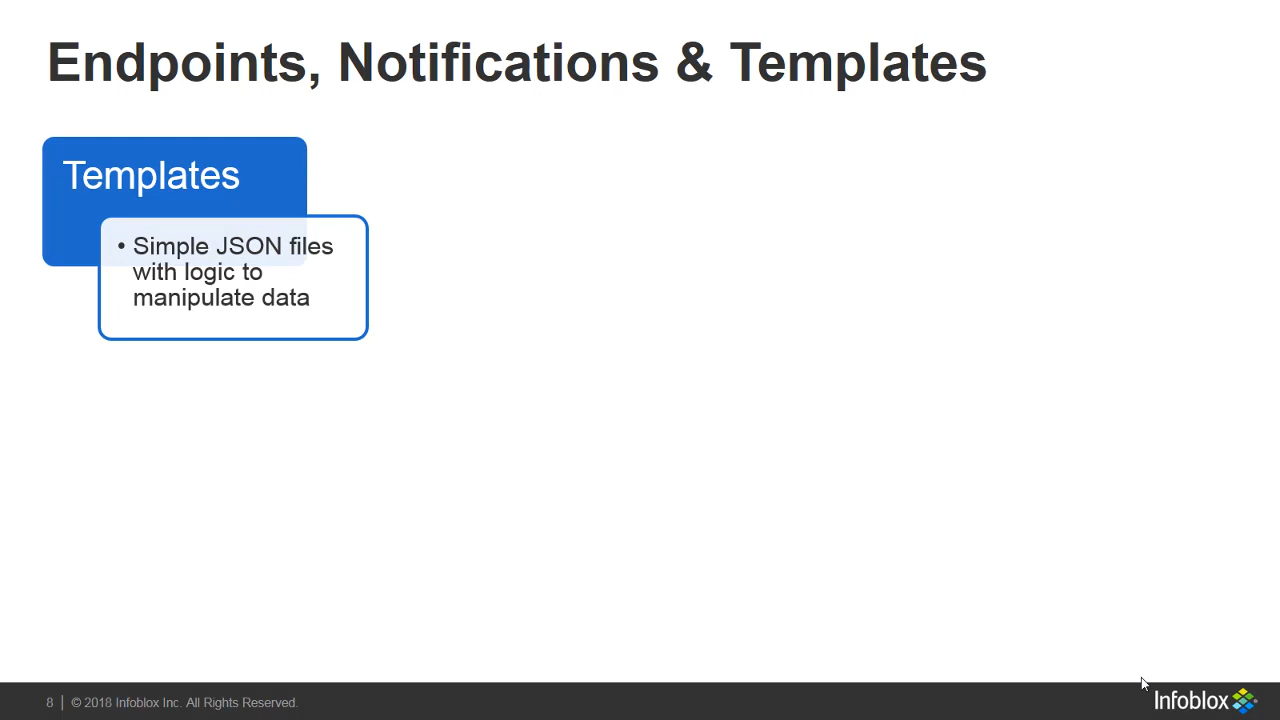 Endpoints, Notifications & Templates
Templates
• Simple JSON files
with logic to
manipulate data
8 | © 2018 Infoblox Inc. All Rights Reserved.
Infoblox